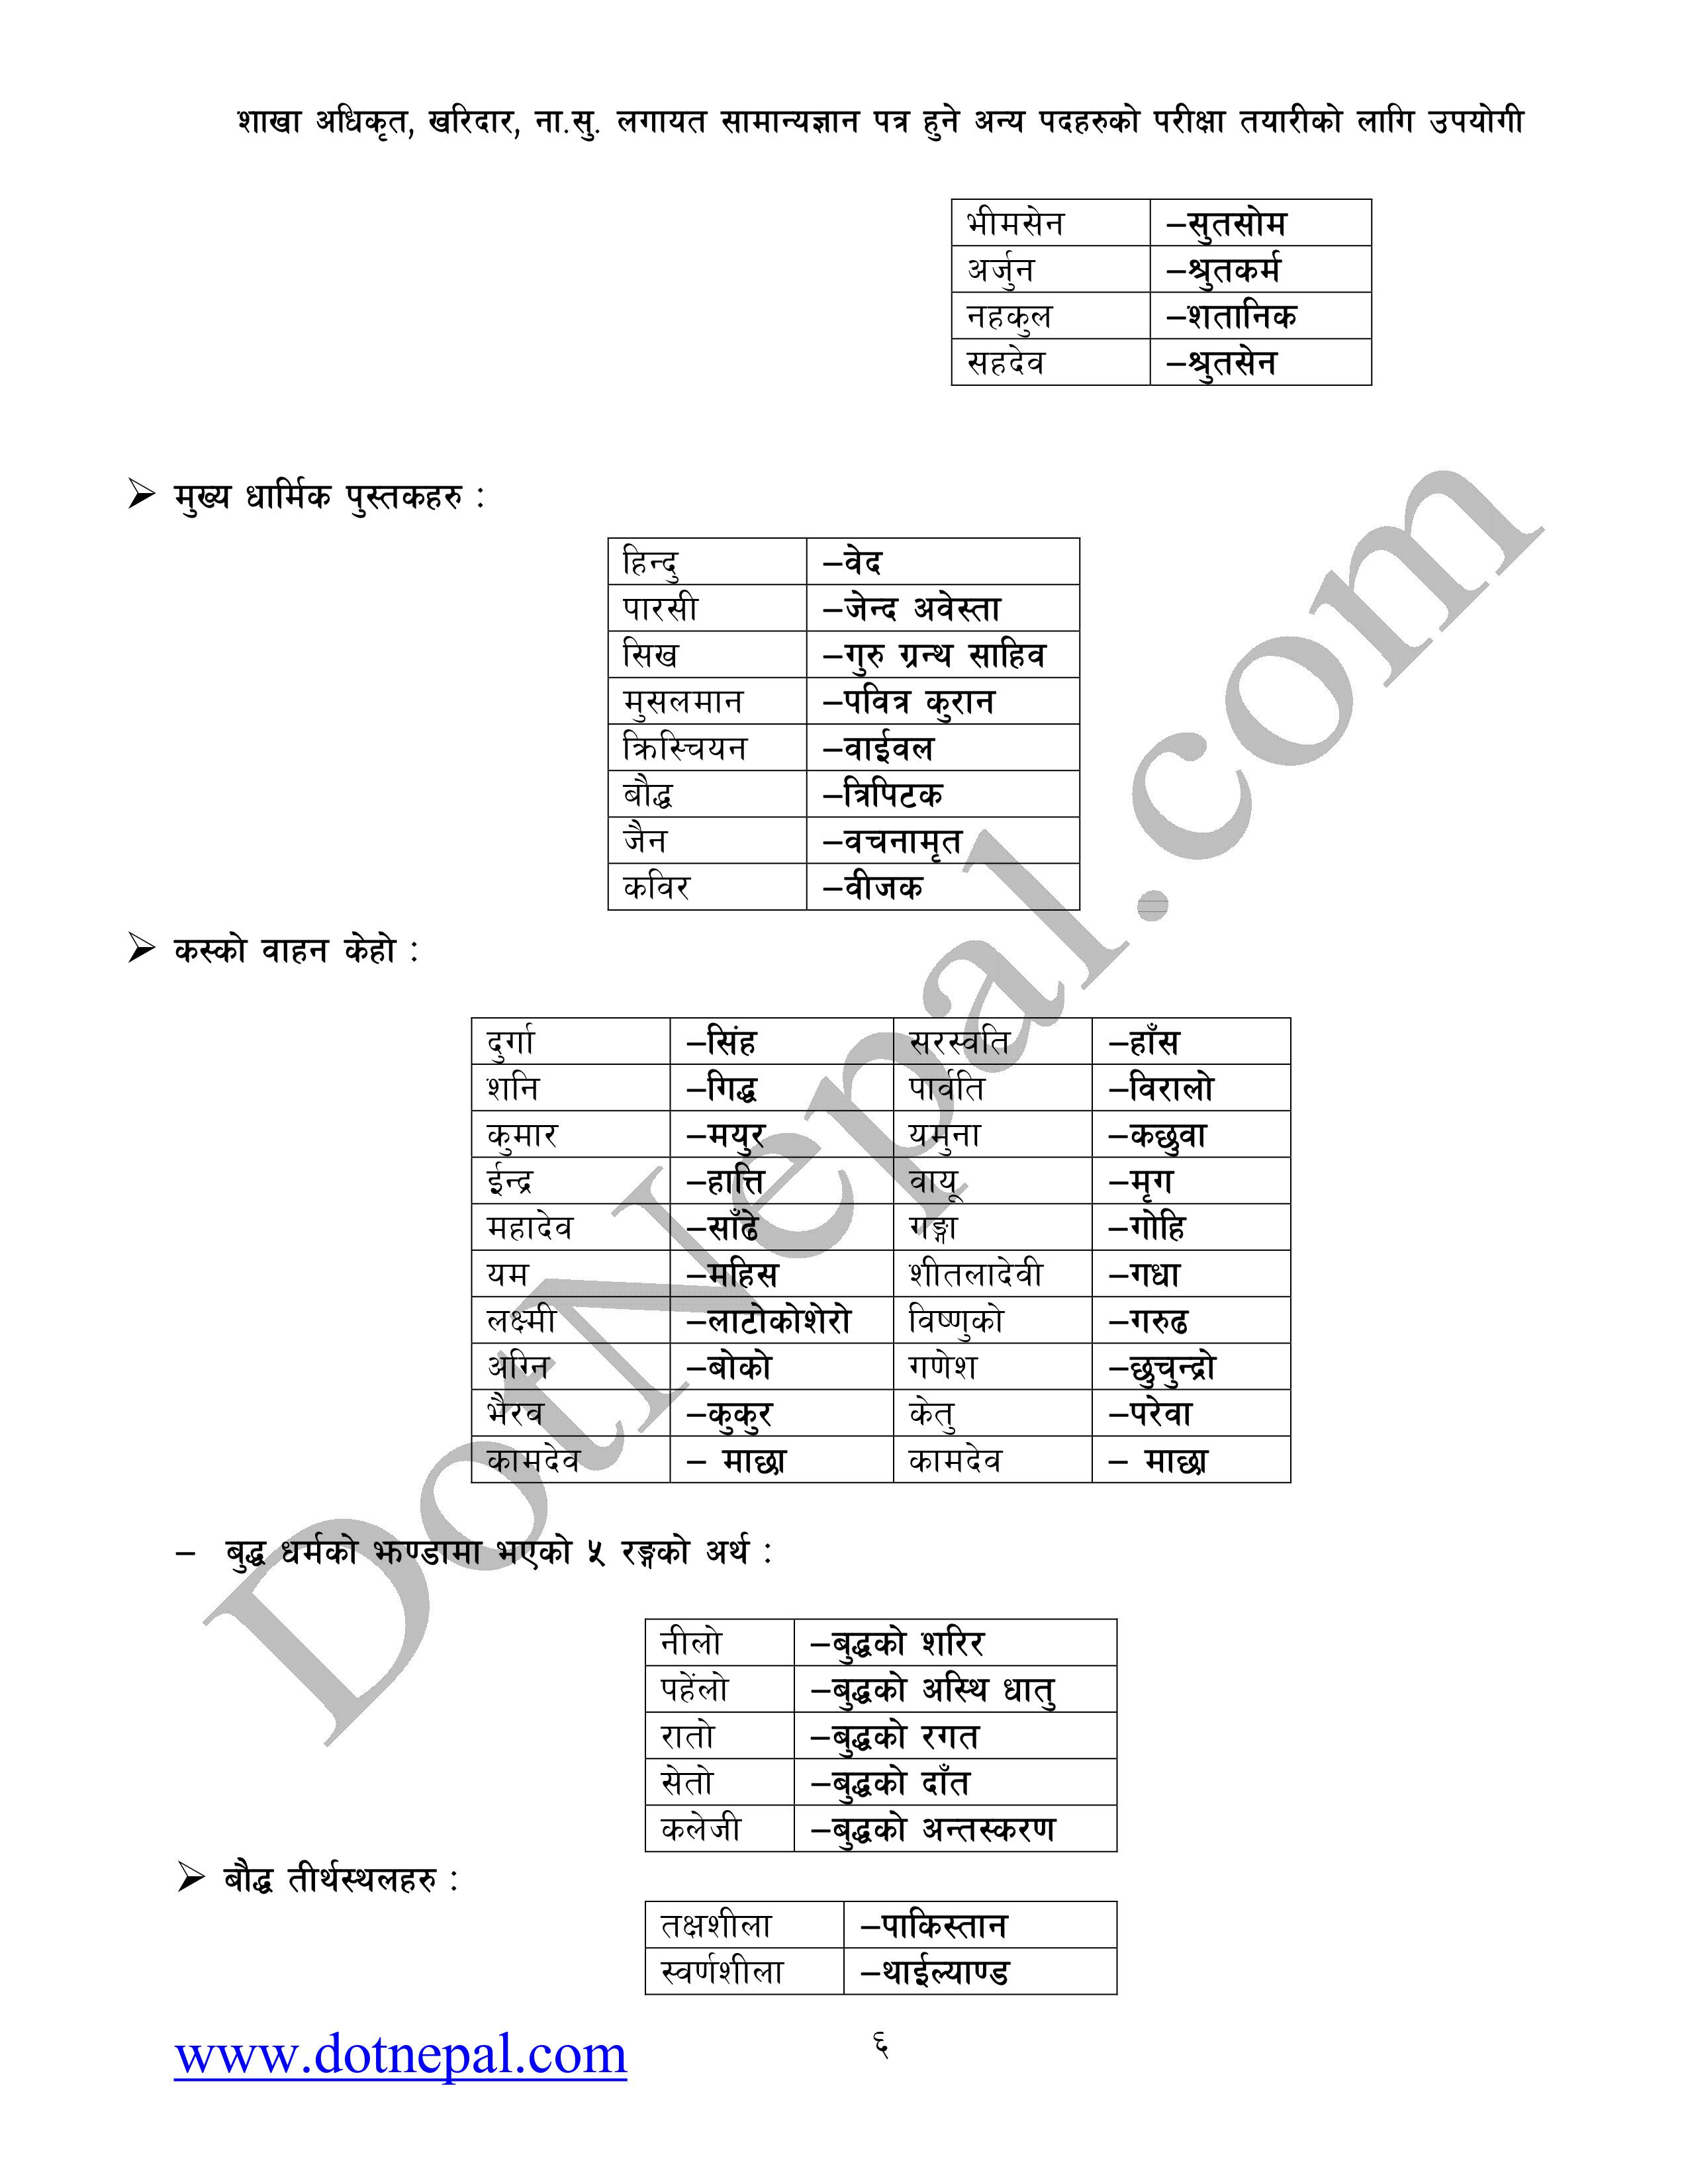 शाखा अधिकृत, खरिदार, ना.सु. लगायत सामान्यज्ञान पत्र हुने अन्य पदहरुको परीक्षा तयारीको लागि उपयोगी
भीमसेन –सुतसोम
अर्जुन –श्रुतकर्म
नहकुल –शतानिक
सहदेव –श्रुतसेन
➢ मुख्य धार्मिक पुस्तकहरु :
हिन्दु –वेद
पारसी –जेन्द अवेस्ता
सिख –गुरु ग्रन्थ साहिव
मुसलमान –पवित्र कुरान
क्रिस्चियन –वाईवल
बौद्ध –त्रिपिटक
जैन –वचनामृत
कविर –वीजक
➢ कस्को वाहन केहो :
दुर्गा –सिंह सरस्वति –हाँस
शनि –गिद्ध पार्वति –विरालो
कुमार –मयुर यमुना –कछुवा
ईन्द्र –हात्ति वायू –मृग
महादेव –साँढे गङ्गा –गोहि
यम –महिस शीतलादेवी –गधा
लक्ष्मी –लाटोकोशेरो विष्णुको –गरुढ
अग्नि –बोको गणेश –छुचुन्द्रो
भैरव –कुकुर केतु –परेवा
कामदेव – माछा कामदेव – माछा
– बुद्ध धर्मको झण्डामा भएको ५ रङ्गको अर्थ :
नीलो –बुद्धको शरिर
पहेंलो –बुद्धको अस्थि धातु
रातो –बुद्धको रगत
सेतो –बुद्धको दाँत
कलेजी –बुद्धको अन्तस्करण
➢ बौद्ध तीर्थस्थलहरु :
तक्षशीला –पाकिस्तान
स्वर्णशीला –थाईल्याण्ड
www.dotnepal.com ६
DotNepal.com